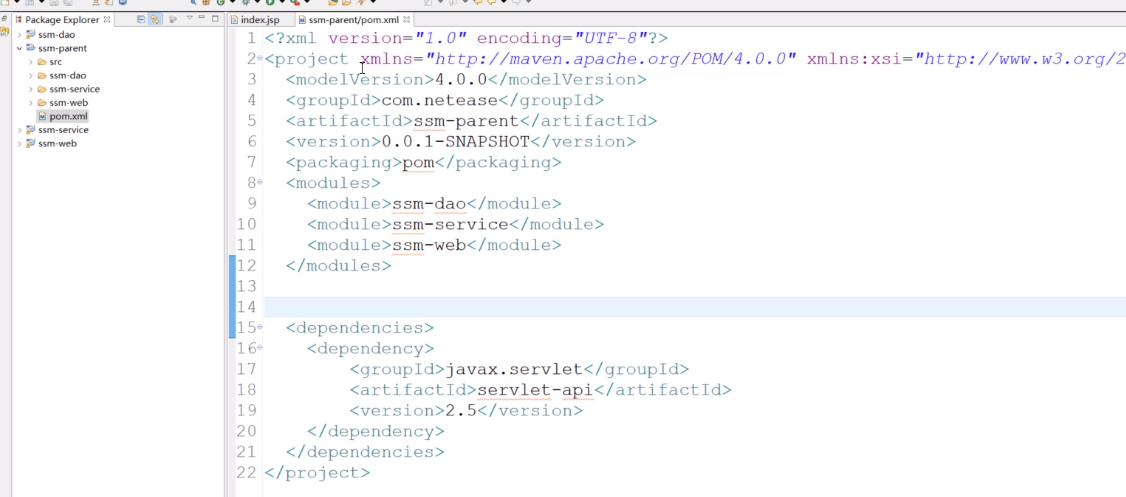 Package Explorer
index.jsp
ssm-parent/pom.xml
ssm-dao
ssm-parent
src
ssm-dao
ssm-service
ssm-web
pom.xml
ssm-service
ssm-web
1 <?xml version="1.0" encoding="UTF-8"?>
2 <project xmlns="http://maven.apache.org/POM/4.0.0" xmlns:xsi="http://www.w3.org/2
3 <modelVersion>4.0.0</modelVersion>
4 <groupId>com.netease</groupId>
5 <artifactId>ssm-parent</artifactId>
6 <version>0.0.1-SNAPSHOT</version>
7 <packaging>pom</packaging>
8 <modules>
9 <module>ssm-dao</module>
10 <module>ssm-service</module>
11 <module>ssm-web</module>
12 </modules>
13
14
15 <dependencies>
16 <dependency>
17 <groupId>javax.servlet</groupId>
18 <artifactId>servlet-api</artifactId>
19 <version>2.5</version>
20 </dependency>
21 </dependencies>
22 </project>